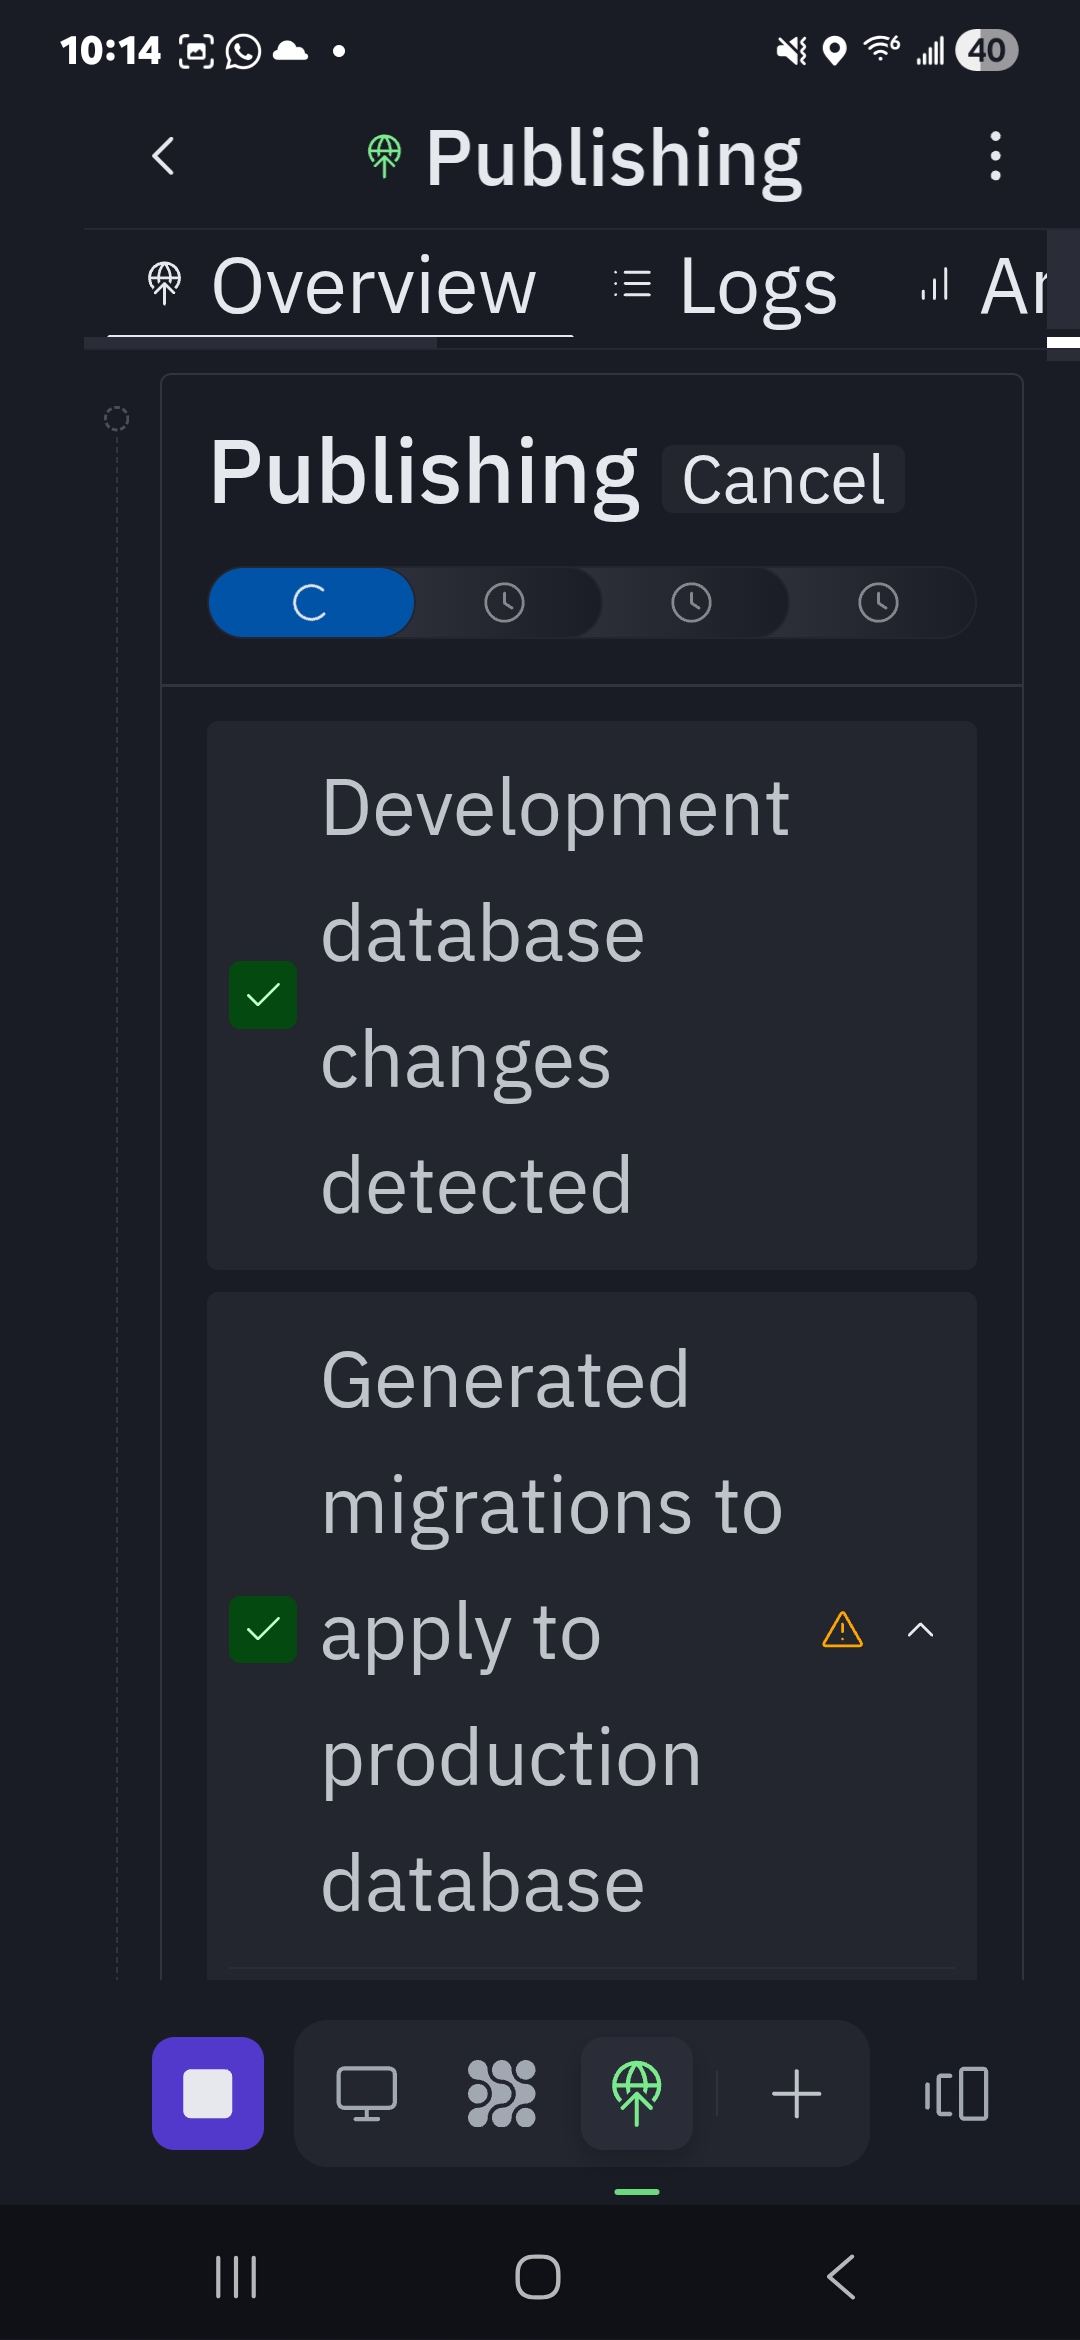 10:14
6
40
Publishing
Overview
Logs
Publishing
Cancel
Development
database
changes
detected
Generated
migrations to
apply to
production
database